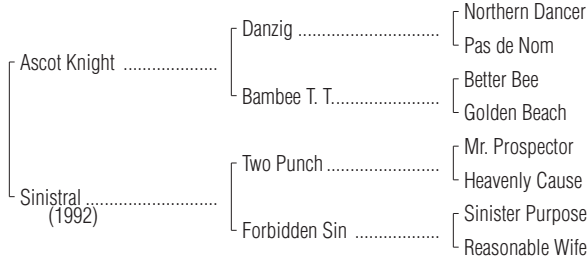 Northern Dancer
Danzig ..................................
Pas de Nom
Ascot Knight ......................
Better Bee
Bambee T. T.........................
Golden Beach
Mr. Prospector
Two Punch ...........................
Heavenly Cause
Sinistral ...............................
(1992)
Sinister Purpose
Forbidden Sin ....................
Reasonable Wife